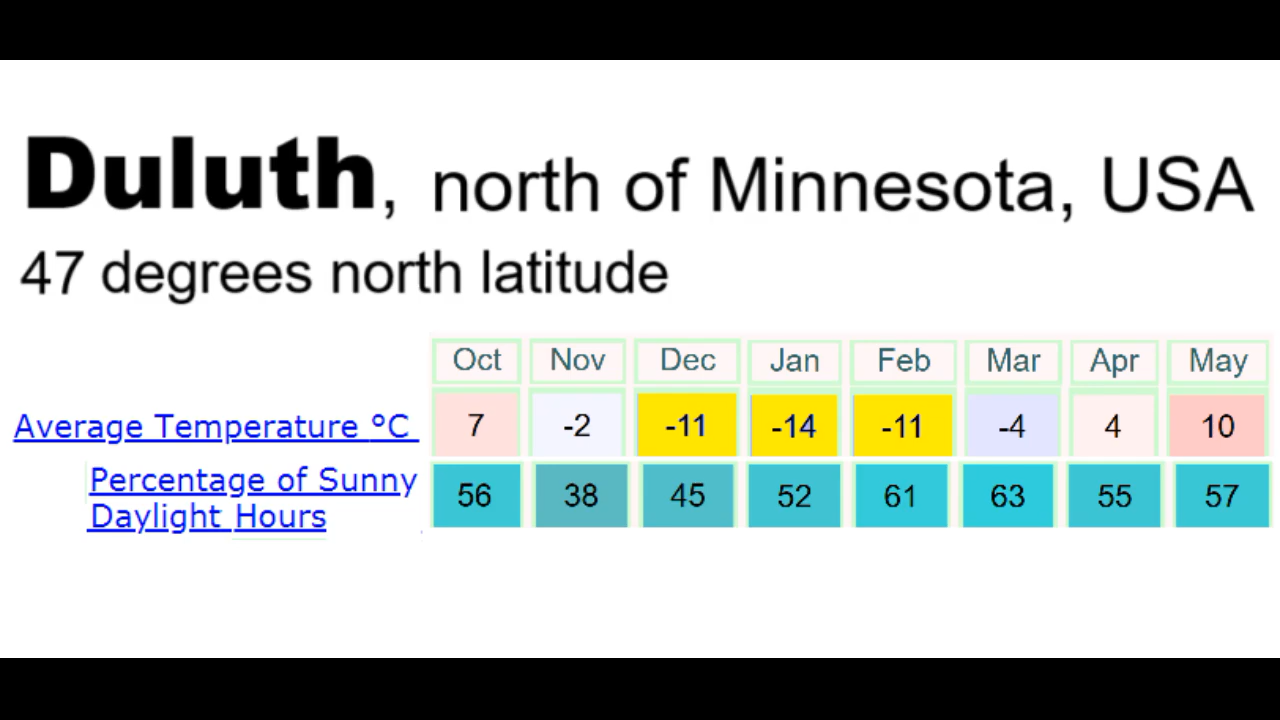 Duluth, north of Minnesota, USA
47 degrees north latitude
Oct Nov Dec Jan Feb Mar Apr May
Average Temperature °C 7 -2 -11 -14 -11 -4 4 10
Percentage of Sunny
Daylight Hours 56 38 45 52 61 63 55 57